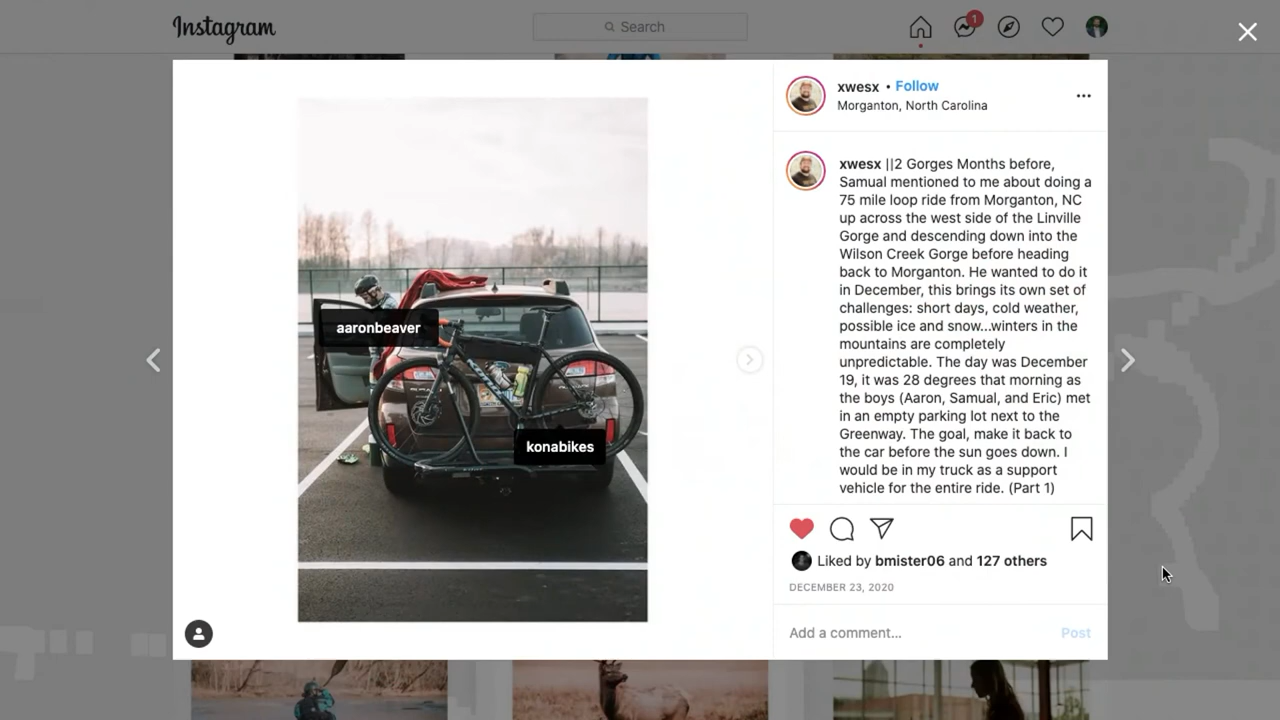 Instagram
Search
1
xwesx • Follow
Morganton, North Carolina
xwesx ||2 Gorges Months before,
Samual mentioned to me about doing a
75 mile loop ride from Morganton, NC
up across the west side of the Linville
Gorge and descending down into the
Wilson Creek Gorge before heading
back to Morganton. He wanted to do it
in December, this brings its own set of
challenges: short days, cold weather,
possible ice and snow...winters in the
mountains are completely
unpredictable. The day was December
19, it was 28 degrees that morning as
the boys (Aaron, Samual, and Eric) met
in an empty parking lot next to the
Greenway. The goal, make it back to
the car before the sun goes down. I
would be in my truck as a support
vehicle for the entire ride. (Part 1)
aaronbeaver
konabikes
Liked by bmister06 and 127 others
DECEMBER 23, 2020
Add a comment...
Post